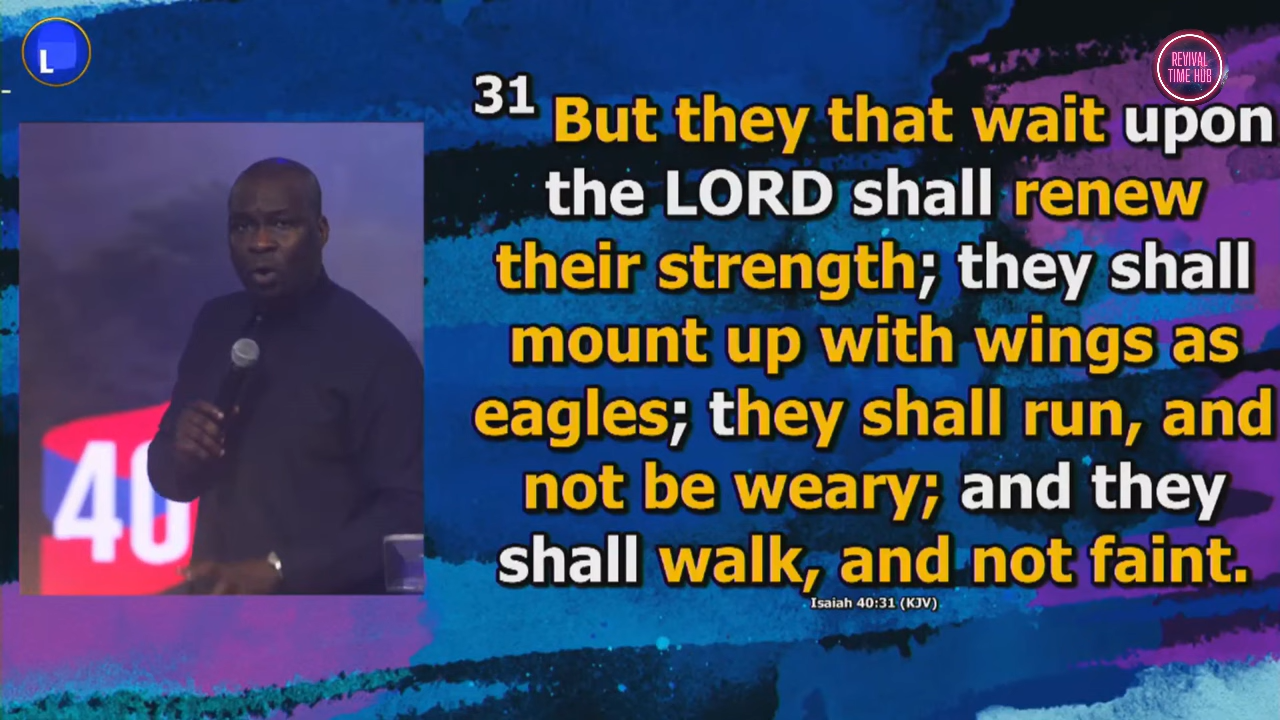 L
REVIVAL
TIME HUB
31 But they that wait upon
the LORD shall renew
their strength; they shall
mount up with wings as
eagles; they shall run, and
not be weary; and they
shall walk, and not faint.
Isaiah 40:31 (KJV)
40